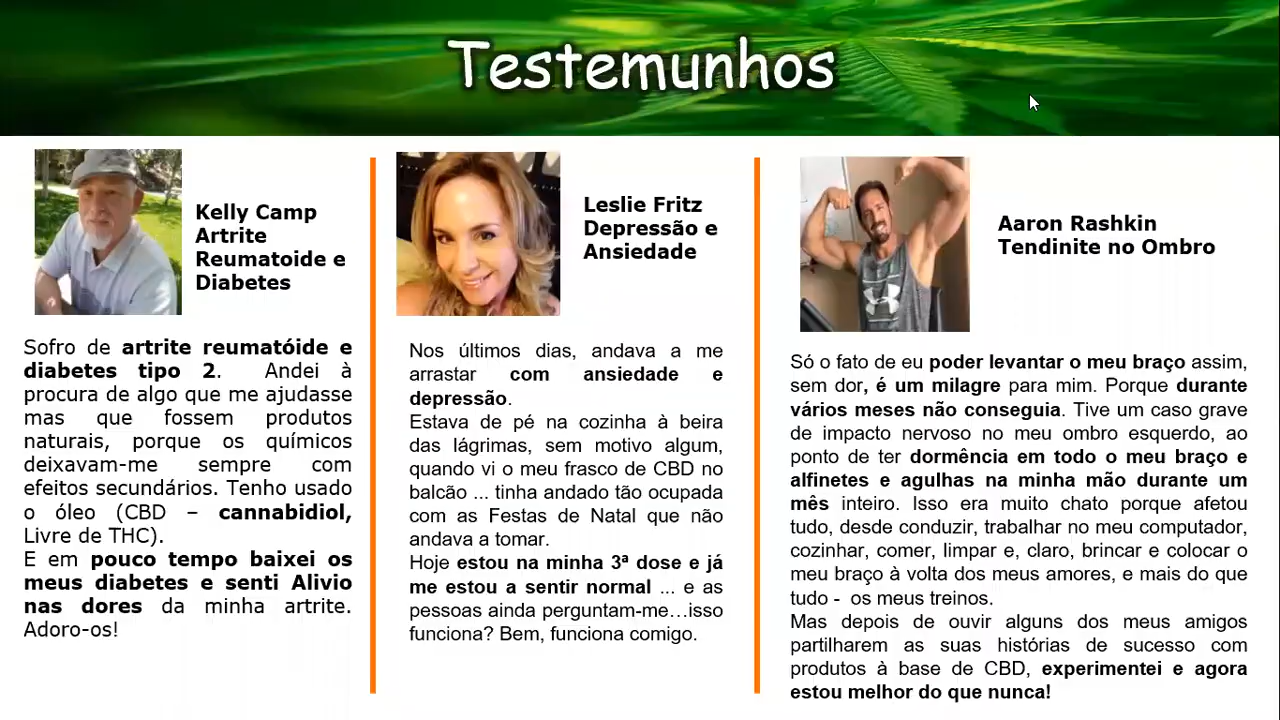 Testemunhos
Kelly Camp
Artrite
Reumatoide e
Diabetes
Sofro de artrite reumatóide e
diabetes tipo 2. Andei à
procura de algo que me ajudasse
mas que fossem produtos
naturais, porque os químicos
deixavam-me sempre com
efeitos secundários. Tenho usado
o óleo (CBD – cannabidiol,
Livre de THC).
E em pouco tempo baixei os
meus diabetes e senti Alivio
nas dores da minha artrite.
Adoro-os!
Leslie Fritz
Depressão e
Ansiedade
Nos últimos dias, andava a me
arrastar com ansiedade e
depressão.
Estava de pé na cozinha à beira
das lágrimas, sem motivo algum,
quando vi o meu frasco de CBD no
balcão ... tinha andado tão ocupada
com as Festas de Natal que não
andava a tomar.
Hoje estou na minha 3ª dose e já
me estou a sentir normal ... e as
pessoas ainda perguntam-me…isso
funciona? Bem, funciona comigo.
Aaron Rashkin
Tendinite no Ombro
Só o fato de eu poder levantar o meu braço assim,
sem dor, é um milagre para mim. Porque durante
vários meses não conseguia. Tive um caso grave
de impacto nervoso no meu ombro esquerdo, ao
ponto de ter dormência em todo o meu braço e
alfinetes e agulhas na minha mão durante um
mês inteiro. Isso era muito chato porque afetou
tudo, desde conduzir, trabalhar no meu computador,
cozinhar, comer, limpar e, claro, brincar e colocar o
meu braço à volta dos meus amores, e mais do que
tudo - os meus treinos.
Mas depois de ouvir alguns dos meus amigos
partilharem as suas histórias de sucesso com
produtos à base de CBD, experimentei e agora
estou melhor do que nunca!